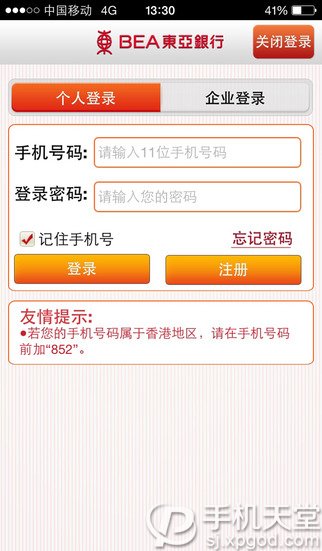 中国移动 4G 13:30 41%
BEA東亞銀行
关闭登录
个人登录 企业登录
手机号码: 请输入11位手机号码
登录密码: 请输入您的密码
记住手机号 忘记密码
登录 注册
友情提示:
●若您的手机号码属于香港地区，请在手机号码
前加“852”。
手机天堂
sj.xpgod.com